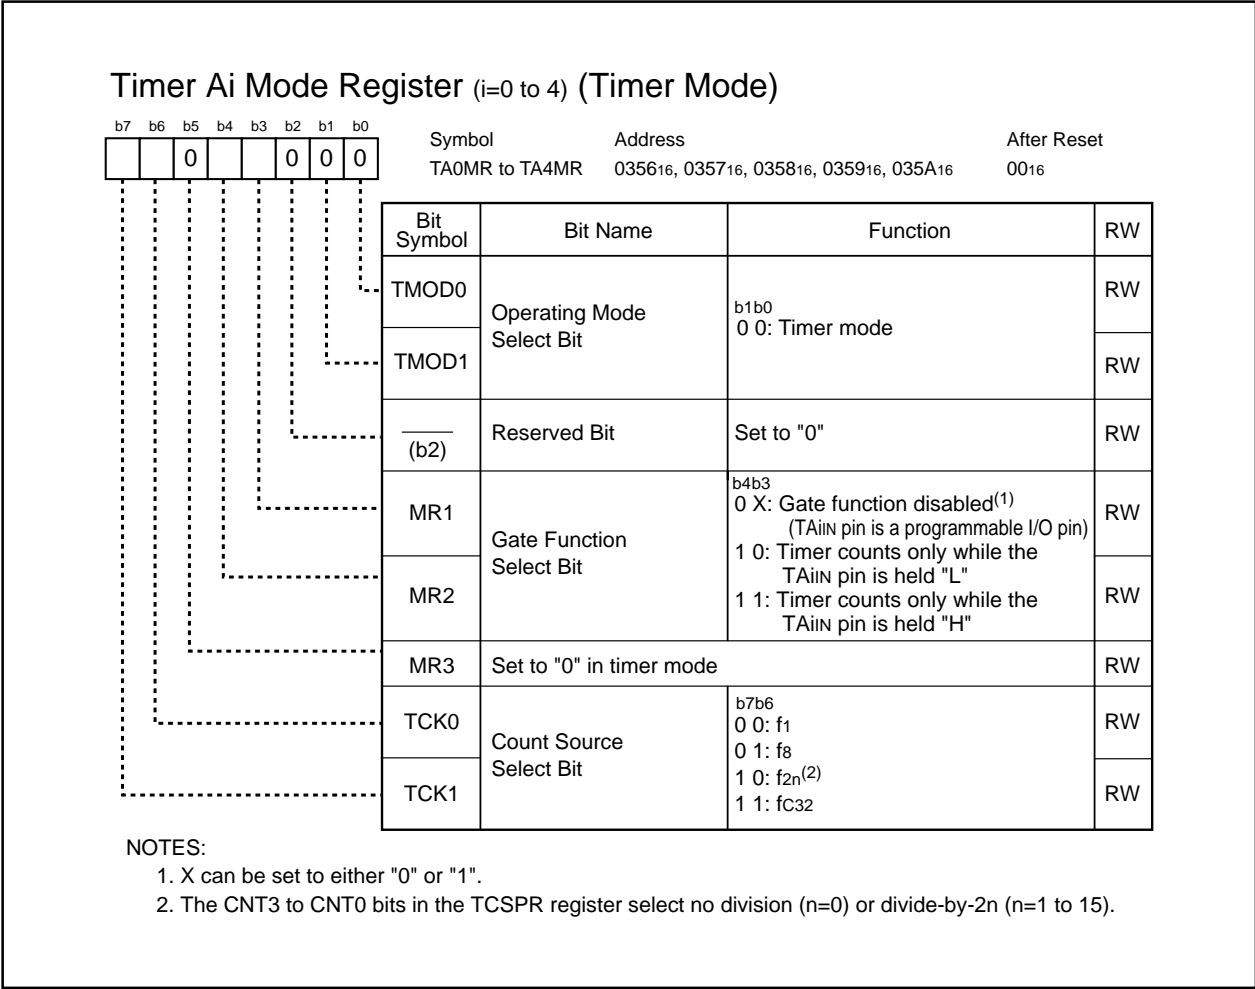 Timer Ai Mode Register (i=0 to 4) (Timer Mode)
b7 b6 b5 b4 b3 b2 b1 b0
0 0 0 0
Symbol Address After Reset
TA0MR to TA4MR 035616, 035716, 035816, 035916, 035A16 0016
Bit Symbol Bit Name Function RW
TMOD0 RW
Operating Mode
Select Bit
b1b0
0 0: Timer mode
TMOD1 RW
(b2) Reserved Bit Set to "0" RW
MR1 RW
Gate Function
Select Bit
b4b3
0 X: Gate function disabled(1)
(TAiIN pin is a programmable I/O pin)
1 0: Timer counts only while the
TAiIN pin is held "L"
1 1: Timer counts only while the
TAiIN pin is held "H"
MR2 RW
MR3 Set to "0" in timer mode RW
TCK0 RW
Count Source
Select Bit
b7b6
0 0: f1
0 1: f8
1 0: f2n(2)
1 1: fC32
TCK1 RW
NOTES:
1. X can be set to either "0" or "1".
2. The CNT3 to CNT0 bits in the TCSPR register select no division (n=0) or divide-by-2n (n=1 to 15).